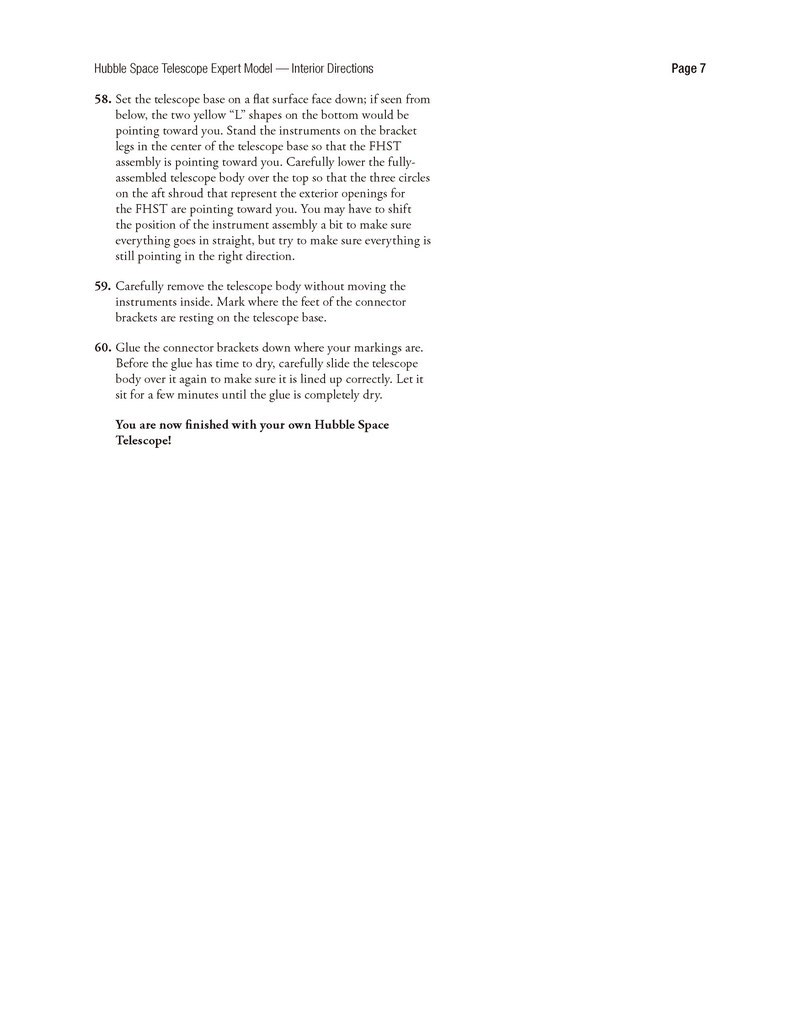 Hubble Space Telescope Expert Model — Interior Directions
Page 7
58. Set the telescope base on a flat surface face down; if seen from
below, the two yellow “L” shapes on the bottom would be
pointing toward you. Stand the instruments on the bracket
legs in the center of the telescope base so that the FHST
assembly is pointing toward you. Carefully lower the fully-
assembled telescope body over the top so that the three circles
on the aft shroud that represent the exterior openings for
the FHST are pointing toward you. You may have to shift
the position of the instrument assembly a bit to make sure
everything goes in straight, but try to make sure everything is
still pointing in the right direction.
59. Carefully remove the telescope body without moving the
instruments inside. Mark where the feet of the connector
brackets are resting on the telescope base.
60. Glue the connector brackets down where your markings are.
Before the glue has time to dry, carefully slide the telescope
body over it again to make sure it is lined up correctly. Let it
sit for a few minutes until the glue is completely dry.
You are now finished with your own Hubble Space
Telescope!